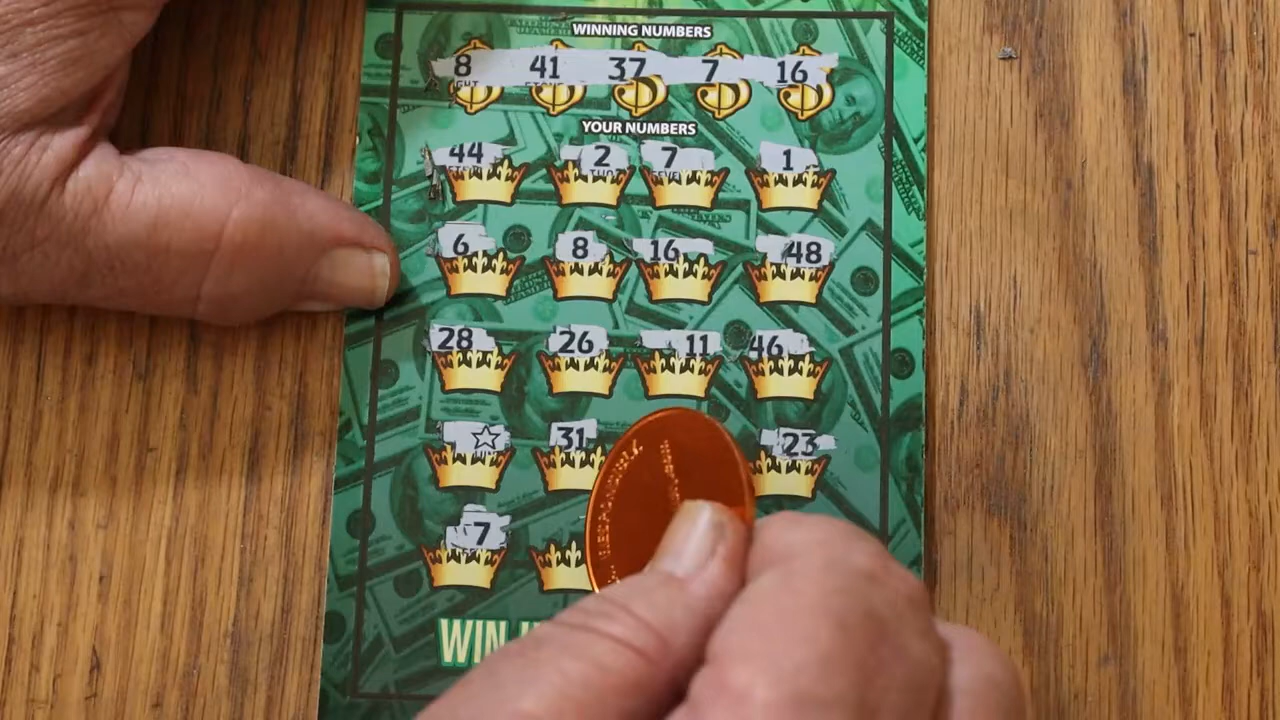 WINNING NUMBERS
8 41 37 7 16
YOUR NUMBERS
44 2 7 1
6 8 16 48
28 26 11 46
31 23
7
WIN